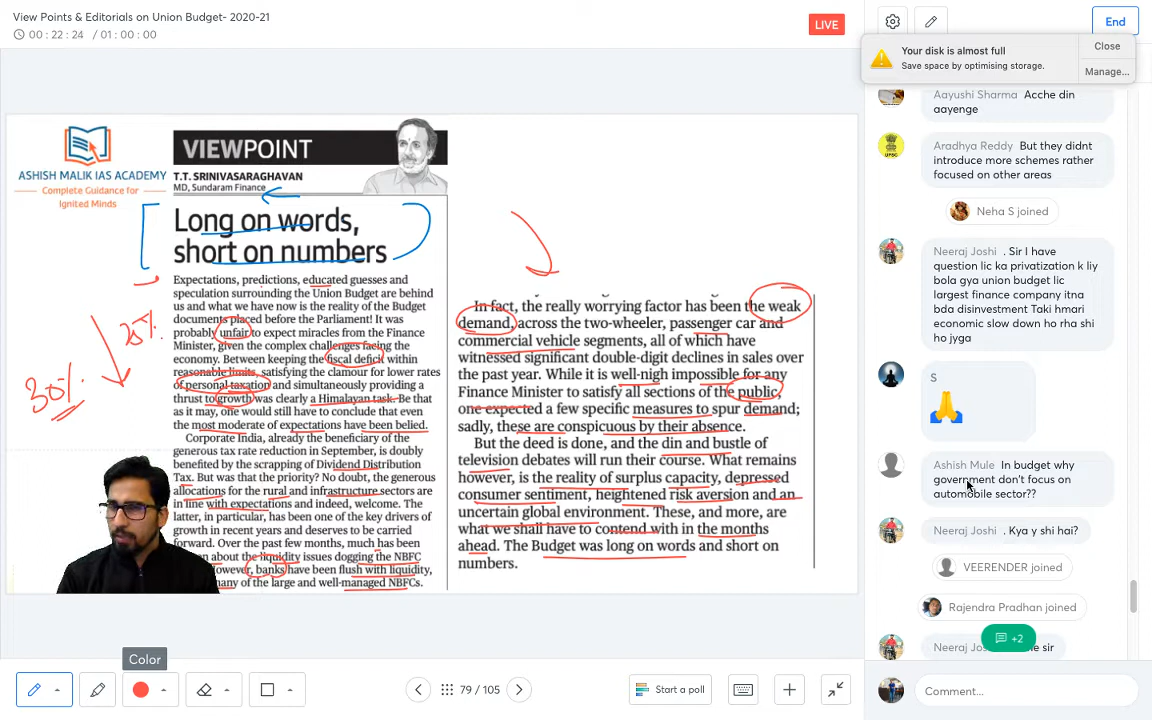 View Points & Editorials on Union Budget- 2020-21
00 : 22 : 24 / 01 : 00 : 00
LIVE
End
Your disk is almost full
Save space by optimising storage.
Close
Manage...
ASHISH MALIK IAS ACADEMY
Complete Guidance for
Ignited Minds
VIEWPOINT
T.T. SRINIVASARAGHAVAN
MD, Sundaram Finance
Long on words,
short on numbers
Expectations, predictions, educated guesses and
speculation surrounding the Union Budget are behind
us and what we have now is the reality of the Budget
documents placed before the Parliament! It was
probably unfair to expect miracles from the Finance
Minister, given the complex challenges facing the
economy. Between keeping the fiscal deficit within
reasonable limits, satisfying the clamour for lower rates
of personal taxation and simultaneously providing a
thrust to growth was clearly a Himalayan task. Be that
as it may, one would still have to conclude that even
the most moderate of expectations have been belied.
Corporate India, already the beneficiary of the
generous tax rate reduction in September, is doubly
benefited by the scrapping of Dividend Distribution
Tax. But was that the priority? No doubt, the generous
allocations for the rural and infrastructure sectors are
in line with expectations and indeed, welcome. The
latter, in particular, has been one of the key drivers of
growth in recent years and deserves to be carried
forward. Over the past few months, much has been
about the liquidity issues dogging the NBFC
However, banks have been flush with liquidity,
many of the large and well-managed NBFCs.
30%
25%
In fact, the really worrying factor has been the weak
demand, across the two-wheeler, passenger car and
commercial vehicle segments, all of which have
witnessed significant double-digit declines in sales over
the past year. While it is well-nigh impossible for any
Finance Minister to satisfy all sections of the public,
one expected a few specific measures to spur demand;
sadly, these are conspicuous by their absence.
But the deed is done, and the din and bustle of
television debates will run their course. What remains
however, is the reality of surplus capacity, depressed
consumer sentiment, heightened risk aversion and an
uncertain global environment. These, and more, are
what we shall have to contend with in the months
ahead. The Budget was long on words and short on
numbers.
Aayushi Sharma Acche din
aayenge
UPSC
Aradhya Reddy But they didnt
introduce more schemes rather
focused on other areas
Neha S joined
Neeraj Joshi . Sir I have
question lic ka privatization k liy
bola gya union budget lic
largest finance company itna
bda disinvestment Taki hmari
economic slow down ho rha shi
ho jyga
S
Ashish Mule In budget why
government don't focus on
automobile sector??
Neeraj Joshi . Kya y shi hai?
VEERENDER joined
Rajendra Pradhan joined
+2
Neeraj Jos sir
Color
79 / 105
Start a poll
Comment...